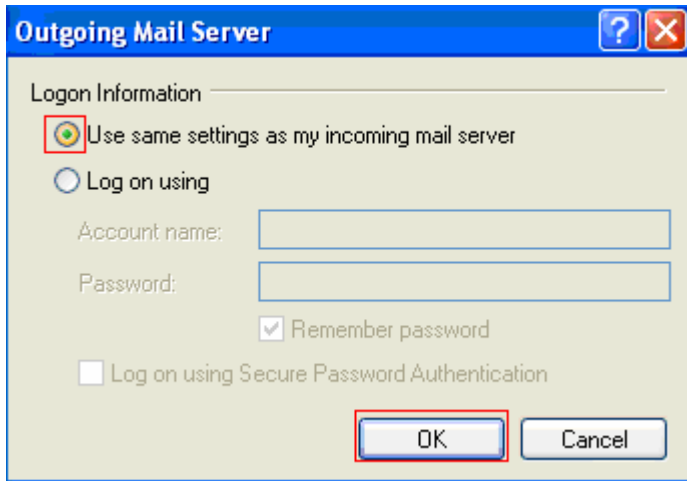 Outgoing Mail Server
Logon Information
Use same settings as my incoming mail server
Log on using
Account name:
Password:
Remember password
Log on using Secure Password Authentication
OK Cancel